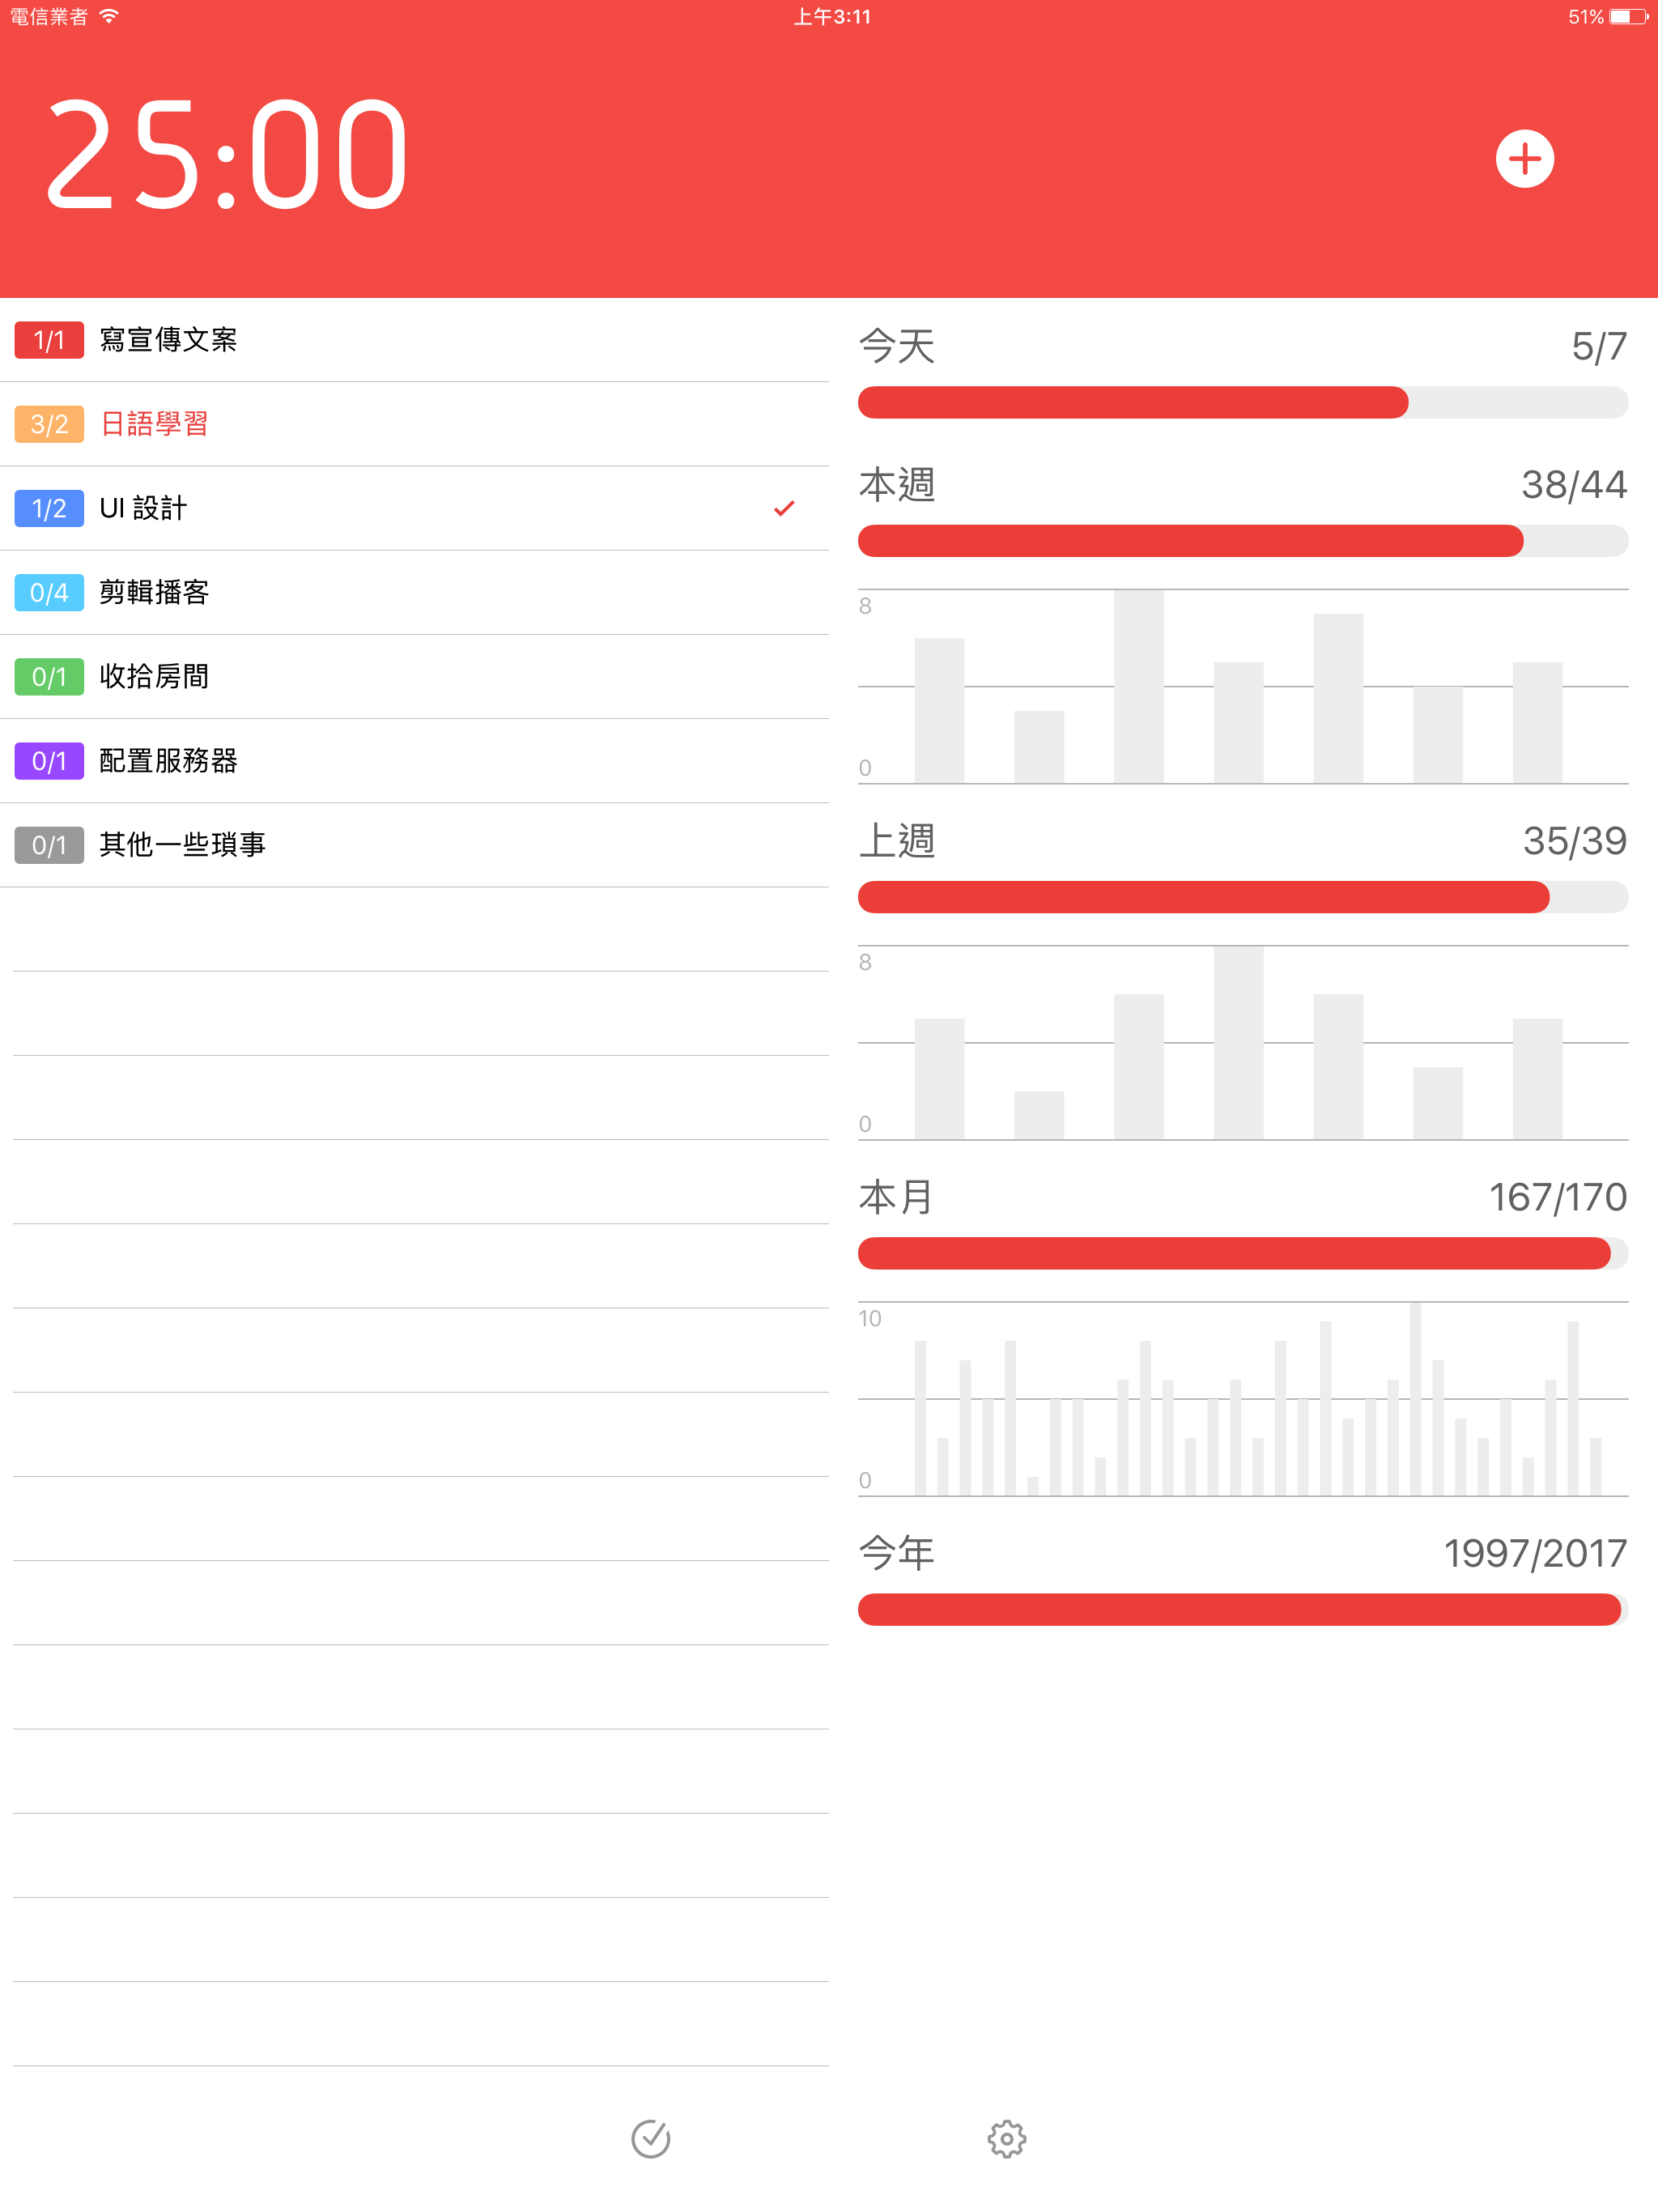 電信業者
上午3:11
51%
25:00
1/1 寫宣傳文案
3/2 日語學習
1/2 UI 設計
0/4 剪輯播客
0/1 收拾房間
0/1 配置服務器
0/1 其他一些瑣事
今天 5/7
本週 38/44
8
0
上週 35/39
8
0
本月 167/170
10
0
今年 1997/2017